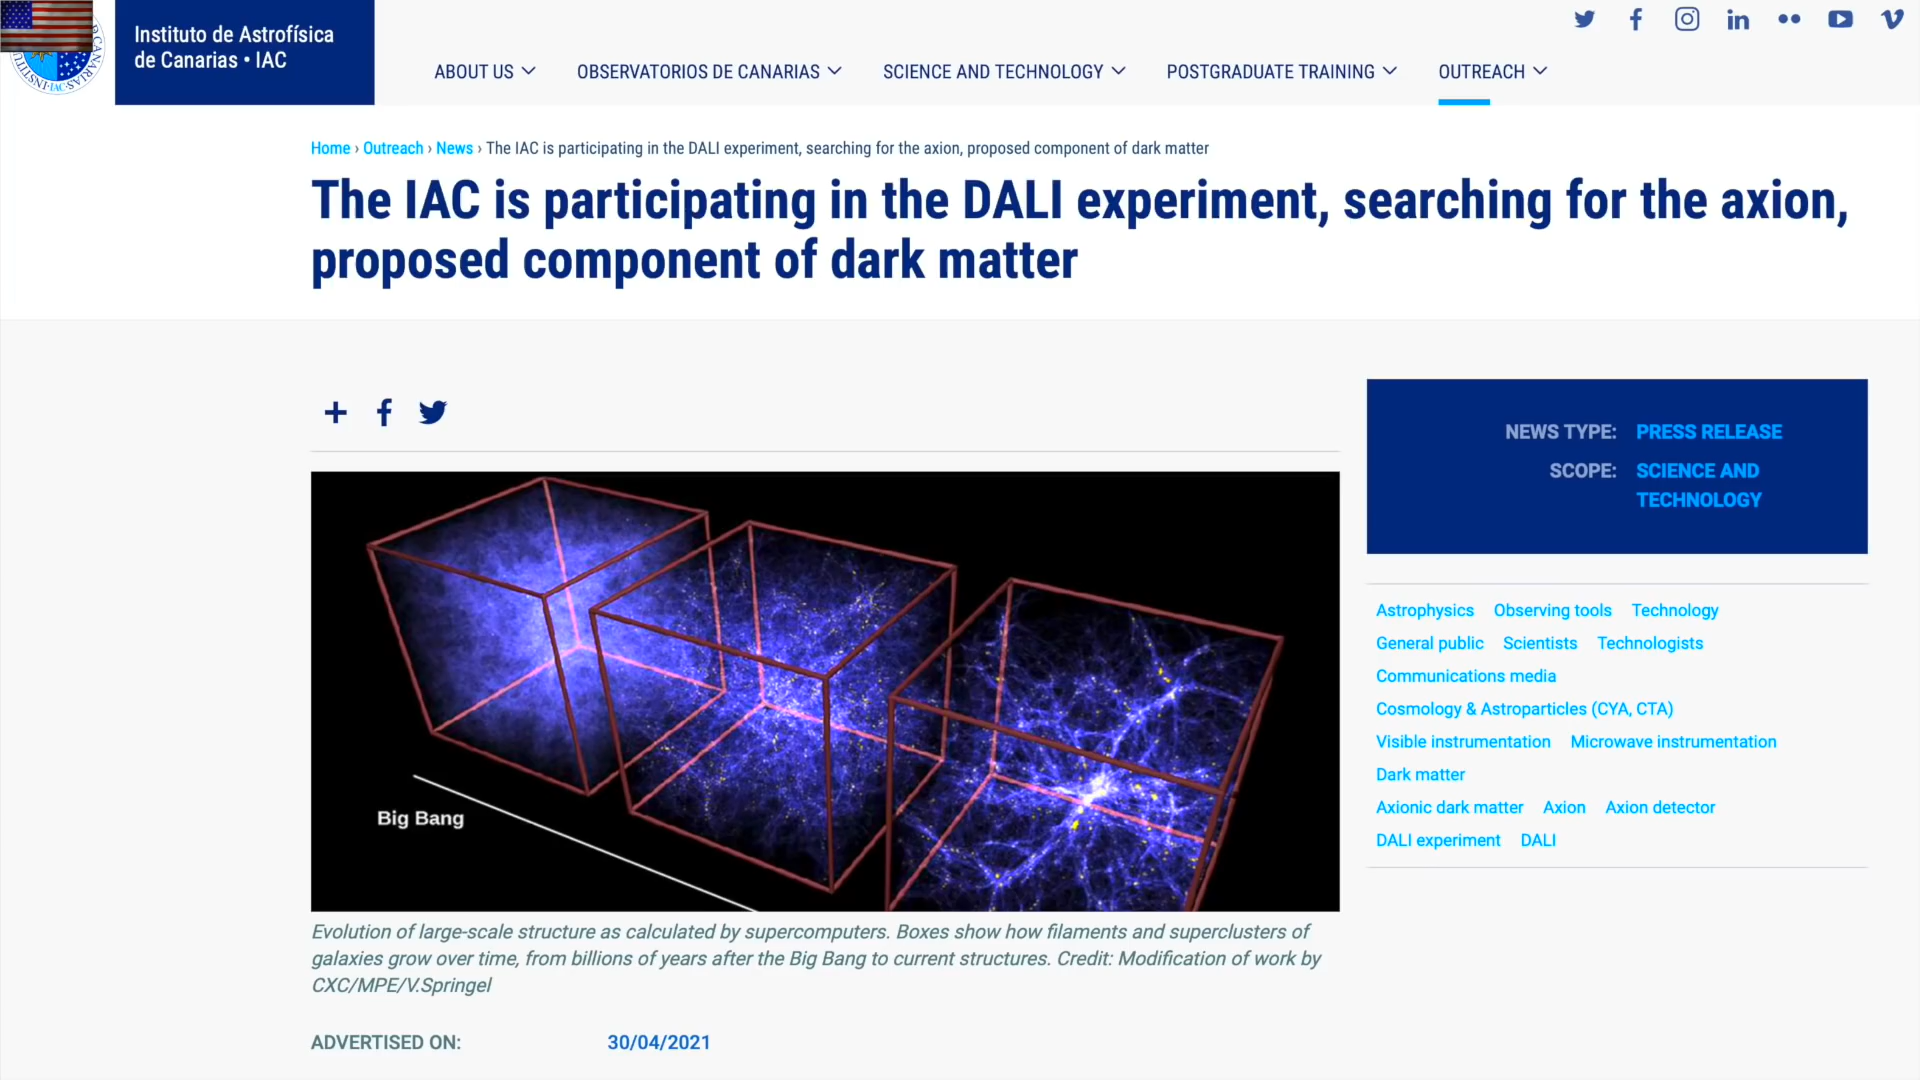 Instituto de Astrofísica
de Canarias • IAC
ABOUT US
OBSERVATORIOS DE CANARIAS
SCIENCE AND TECHNOLOGY
POSTGRADUATE TRAINING
OUTREACH
Home › Outreach › News › The IAC is participating in the DALI experiment, searching for the axion, proposed component of dark matter
The IAC is participating in the DALI experiment, searching for the axion,
proposed component of dark matter
NEWS TYPE: PRESS RELEASE
SCOPE: SCIENCE AND
TECHNOLOGY
Big Bang
Astrophysics Observing tools Technology
General public Scientists Technologists
Communications media
Cosmology & Astroparticles (CYA, CTA)
Visible instrumentation Microwave instrumentation
Dark matter
Axionic dark matter Axion Axion detector
DALI experiment DALI
Evolution of large-scale structure as calculated by supercomputers. Boxes show how filaments and superclusters of
galaxies grow over time, from billions of years after the Big Bang to current structures. Credit: Modification of work by
CXC/MPE/V.Springel
ADVERTISED ON: 30/04/2021